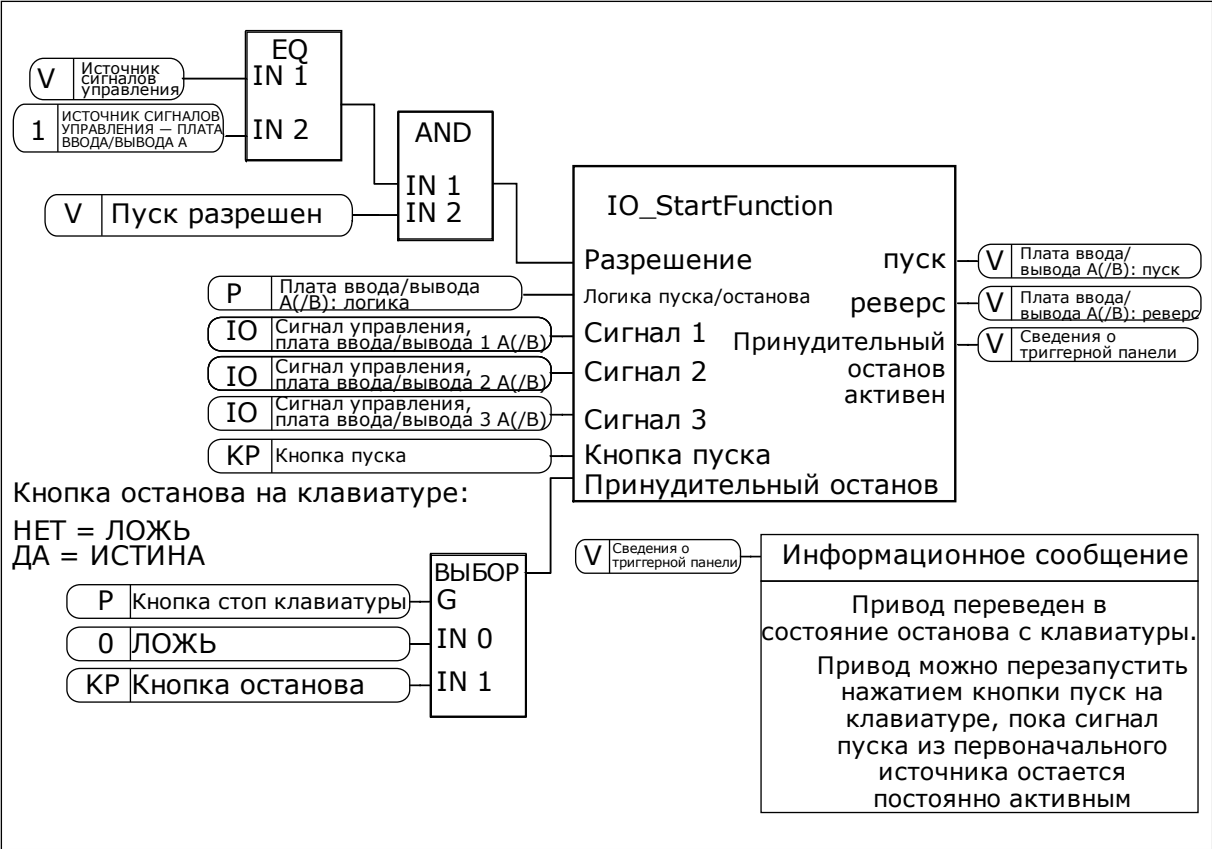 EQ
V
Источник
сигналов
управления
IN 1
1
ИСТОЧНИК СИГНАЛОВ
УПРАВЛЕНИЯ — ПЛАТА
ВВОДА/ВЫВОДА А
IN 2
AND
IN 1
V
Пуск разрешен
IN 2
IO_StartFunction
Разрешение
P
Плата ввода/вывода
A(/B): логика
Логика пуска/останова
IO
Сигнал управления,
плата ввода/вывода 1 A(/B)
Сигнал 1
IO
Сигнал управления,
плата ввода/вывода 2 A(/B)
Сигнал 2
IO
Сигнал управления,
плата ввода/вывода 3 A(/B)
Сигнал 3
KP
Кнопка пуска
Кнопка пуска
Принудительный останов
пуск
V
Плата ввода/
вывода A(/B): пуск
реверс
V
Плата ввода/
вывода A(/B): реверс
Принудительный
останов
активен
V
Сведения о
триггерной панели
Кнопка останова на клавиатуре:
НЕТ = ЛОЖЬ
ДА = ИСТИНА
ВЫБОР
P
Кнопка стоп клавиатуры
G
0
ЛОЖЬ
IN 0
KP
Кнопка останова
IN 1
V
Сведения о
триггерной панели
Информационное сообщение
Привод переведен в
состояние останова с клавиатуры.
Привод можно перезапустить
нажатием кнопки пуск на
клавиатуре, пока сигнал
пуска из первоначального
источника остается
постоянно активным